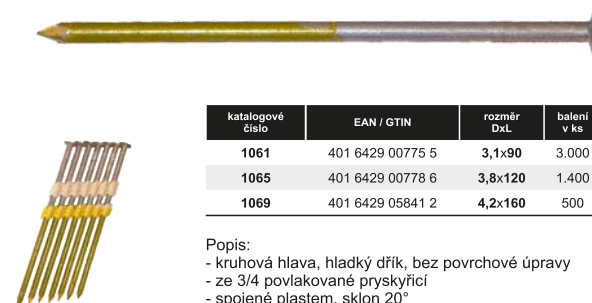 katalogové číslo EAN / GTIN rozměr DxL balení v ks
1061 401 6429 00775 5 3,1x90 3.000
1065 401 6429 00778 6 3,8x120 1.400
1069 401 6429 05841 2 4,2x160 500
Popis:
- kruhová hlava, hladký dřík, bez povrchové úpravy
- ze 3/4 povlakované pryskyřicí
- spojené plastem, sklon 20°